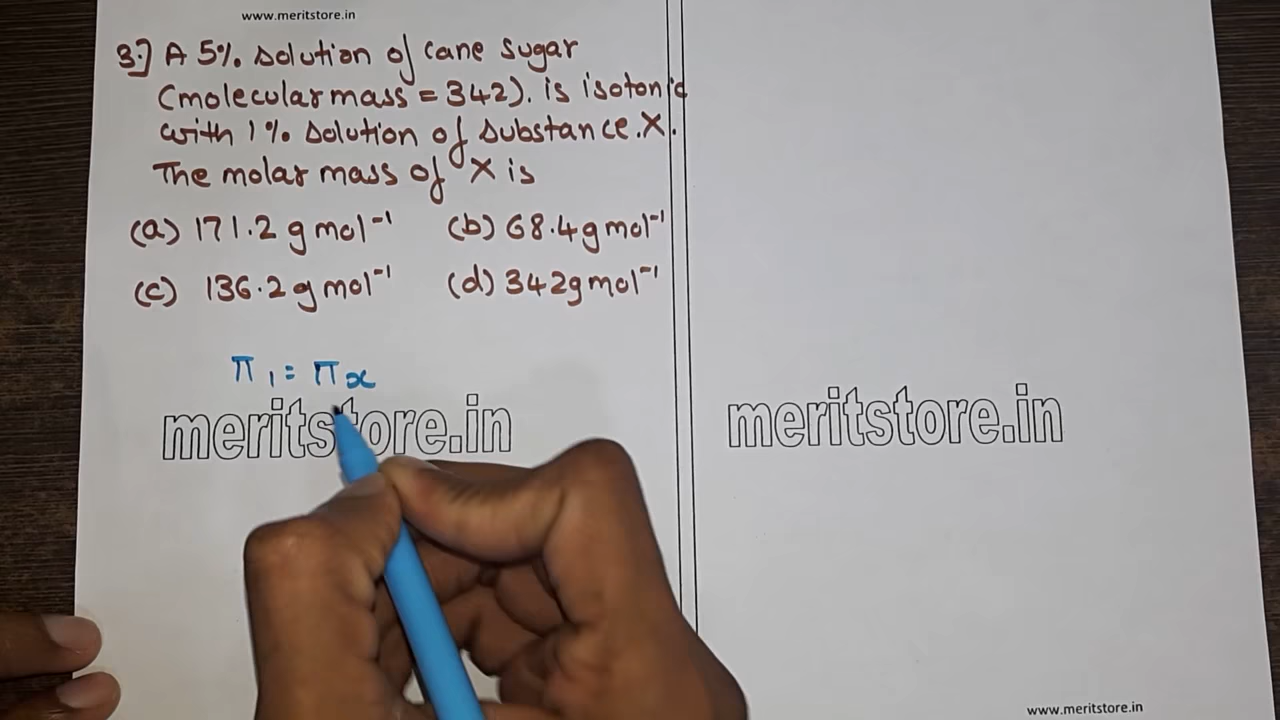 www.meritstore.in
3.] A 5% solution of cane sugar
(molecular mass = 342). is isotonic
with 1% solution of substance.X.
The molar mass of X is
(a) 171.2 g mol⁻¹ (b) 68.4 g mol⁻¹
(c) 136.2 g mol⁻¹ (d) 342 g mol⁻¹
π₁ = πx
meritstore.in
meritstore.in
www.meritstore.in